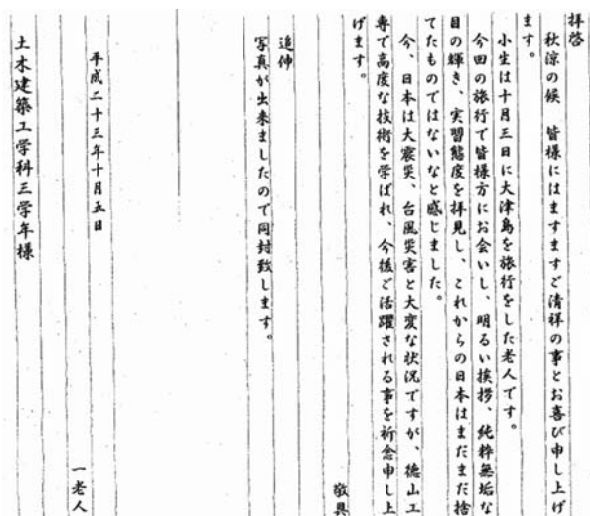 拝啓
秋涼の候　皆様にはますますご清祥の事とお喜び申し上げ
ます。
小生は十月三日に大津島を旅行をした老人です。
今回の旅行で皆様方にお会いし、明るい挨拶、純粋無垢な
目の輝き、実習態度を拝見し、これからの日本はまだまだ捨
てたものではないなと感じました。
今、日本は大震災、台風災害と大変な状況ですが、徳山工
専で高度な技術を学ばれ、今後ご活躍される事を祈念申し上
げます。
敬具
追伸
写真が出来ましたので同封致します。
平成二十三年十月五日
一老人
土木建築工学科三学年様